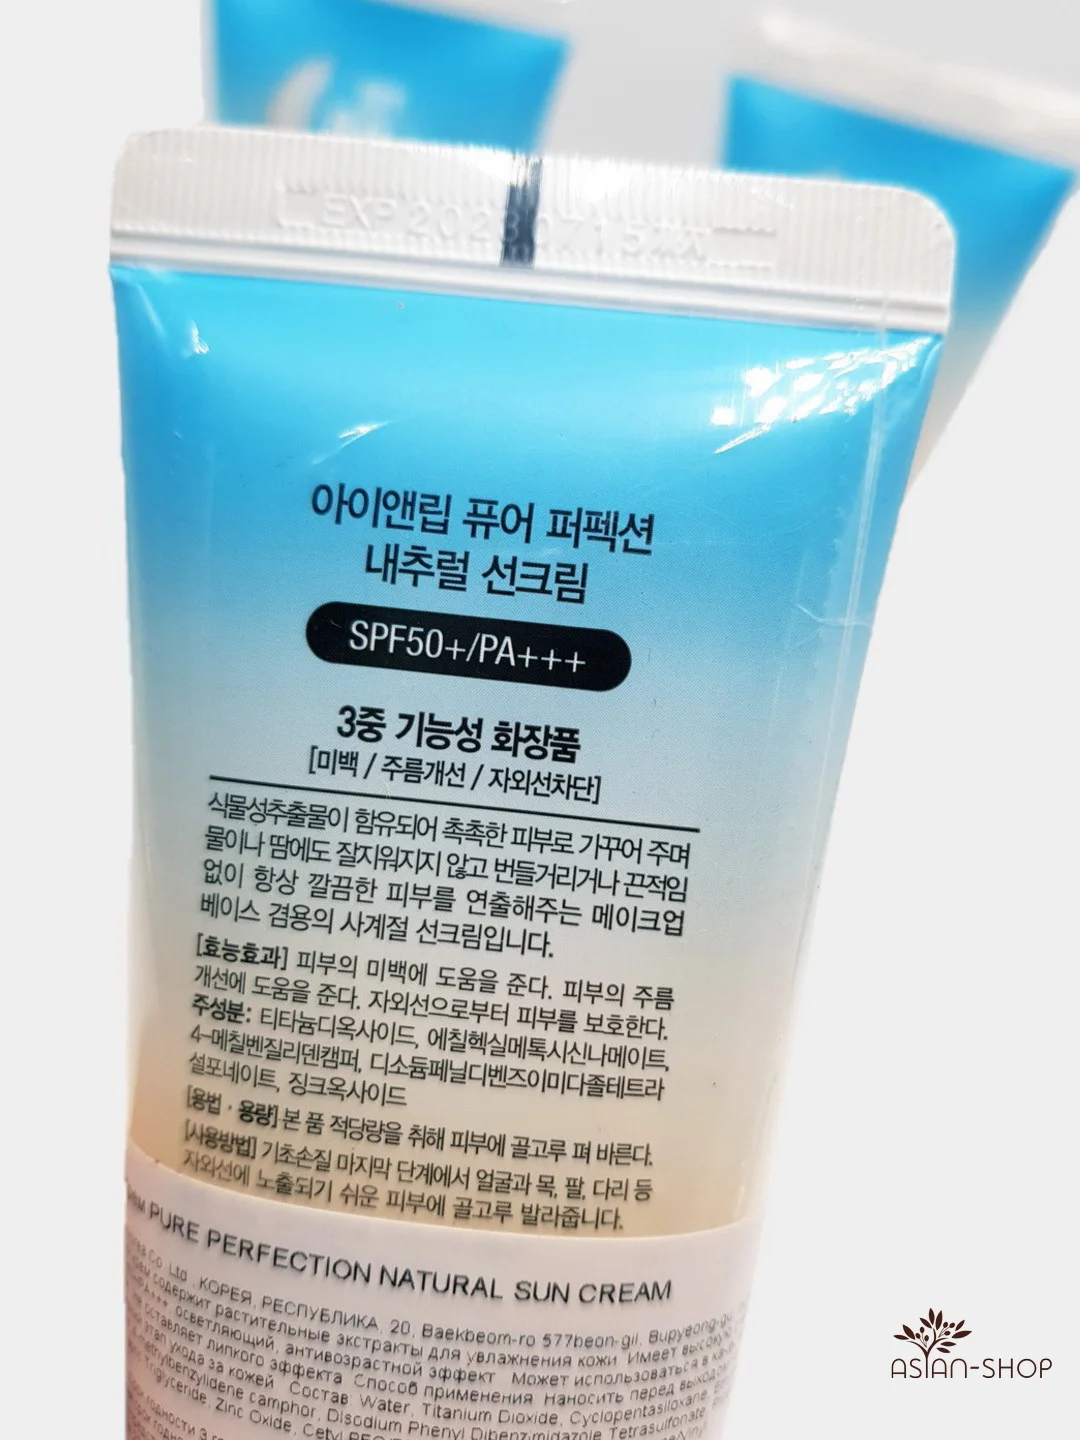 EXP 2023071
아이앤립 퓨어 퍼펙션
내추럴 선크림
SPF50+/PA+++
3중 기능성 화장품
[미백 / 주름개선 / 자외선차단]
식물성추출물이 함유되어 촉촉한 피부로 가꾸어 주며
물이나 땀에도 잘지워지지 않고 번들거리거나 끈적임
없이 항상 깔끔한 피부를 연출해주는 메이크업
베이스 겸용의 사계절 선크림입니다.
[효능효과] 피부의 미백에 도움을 준다. 피부의 주름
개선에 도움을 준다. 자외선으로부터 피부를 보호한다.
주성분: 티타늄디옥사이드, 에칠헥실메톡시신나메이트,
4-메칠벤질리덴캠퍼, 디소듐페닐디벤즈이미다졸테트라
설포네이트, 징크옥사이드
[용법 · 용량] 본 품 적당량을 취해 피부에 골고루 펴 바른다.
[사용방법] 기초손질 마지막 단계에서 얼굴과 목, 팔, 다리 등
자외선에 노출되기 쉬운 피부에 골고루 발라줍니다.
PURE PERFECTION NATURAL SUN CREAM
Co. Ltd., КОРЕЯ, РЕСПУБЛИКА, 20, Baekbeom-ro 577beon-gil, Bupyeong-gu,
содержит растительные экстракты для увлажнения кожи. Имеет высокую
PA+++, осветляющий, антивозрастной эффект. Может использоваться в
оставляет липкого эффекта. Способ применения: Наносить перед выходом
этап ухода за кожей. Состав: Water, Titanium Dioxide, Cyclopentasiloxane,
Camphor, Disodium Phenyl Dibenzimidazole Tetrasulfonate,
Triglyceride, Zinc Oxide, Cetyl
годности 3
ASIAN-SHOP